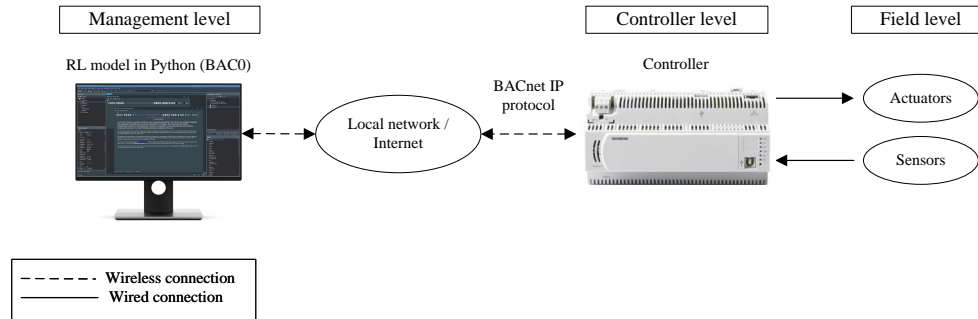 Management level
Controller level
Field level
RL model in Python (BAC0)
BACnet IP
protocol
Controller
Local network /
Internet
Actuators
Sensors
SIEMENS
Wireless connection
Wired connection